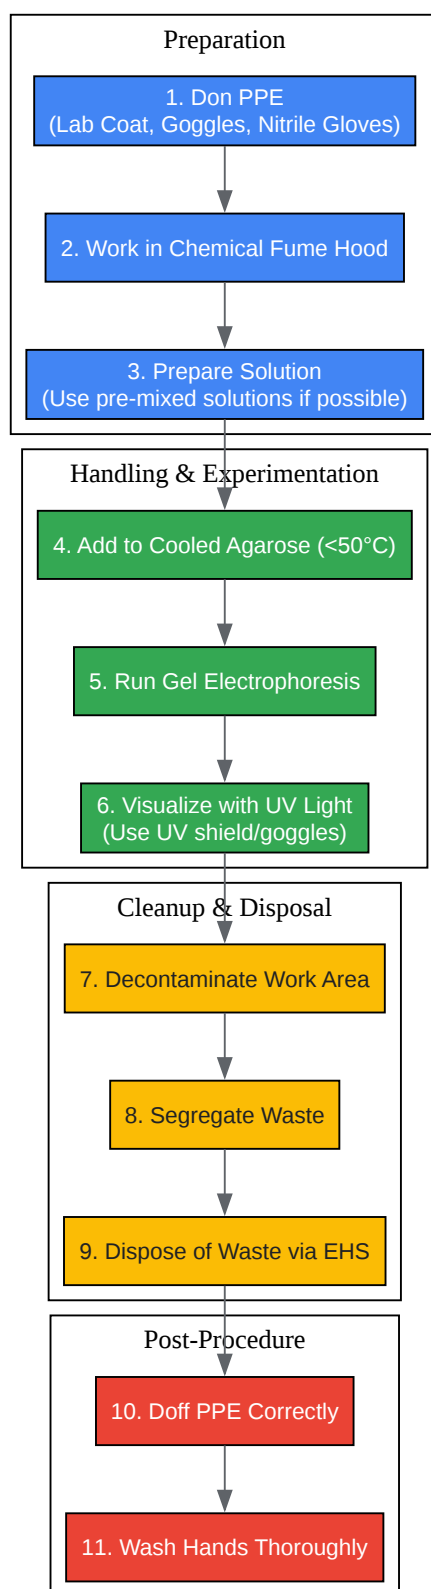 Preparation
1. Don PPE
(Lab Coat, Goggles, Nitrile Gloves)
2. Work in Chemical Fume Hood
3. Prepare Solution
(Use pre-mixed solutions if possible)
Handling & Experimentation
4. Add to Cooled Agarose (<50°C)
5. Run Gel Electrophoresis
6. Visualize with UV Light
(Use UV shield/goggles)
Cleanup & Disposal
7. Decontaminate Work Area
8. Segregate Waste
9. Dispose of Waste via EHS
Post-Procedure
10. Doff PPE Correctly
11. Wash Hands Thoroughly